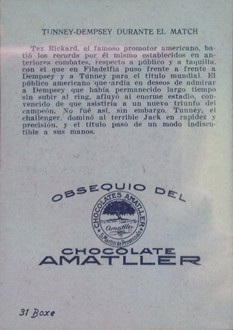 TUNNEY-DEMPSEY DURANTE EL MATCH
Tex Rickard, el famoso promotor americano, ba-
tió los records por él mismo establecidos en an-
teriores combates, respecto a público y a taquilla,
con el que en Filadelfia puso frente a frente a
Dempsey y a Tunney para el título mundial. El
público americano que ardía en deseos de admirar
a Dempsey que había permanecido largo tiempo
sin subir al ring, afluyó al enorme estadio, con-
vencido de que asistiría a un nuevo triunfo del
campeón. No fué así, sin embargo. Tunney, el
challenger, dominó al terrible Jack en rapidez y
precisión, y el título pasó de un modo indiscu-
tible a sus manos.
OBSEQUIO DEL
CHOCOLATES AMATLLER
Amatller
CHOCOLATE
AMATLLER
31 Boxe